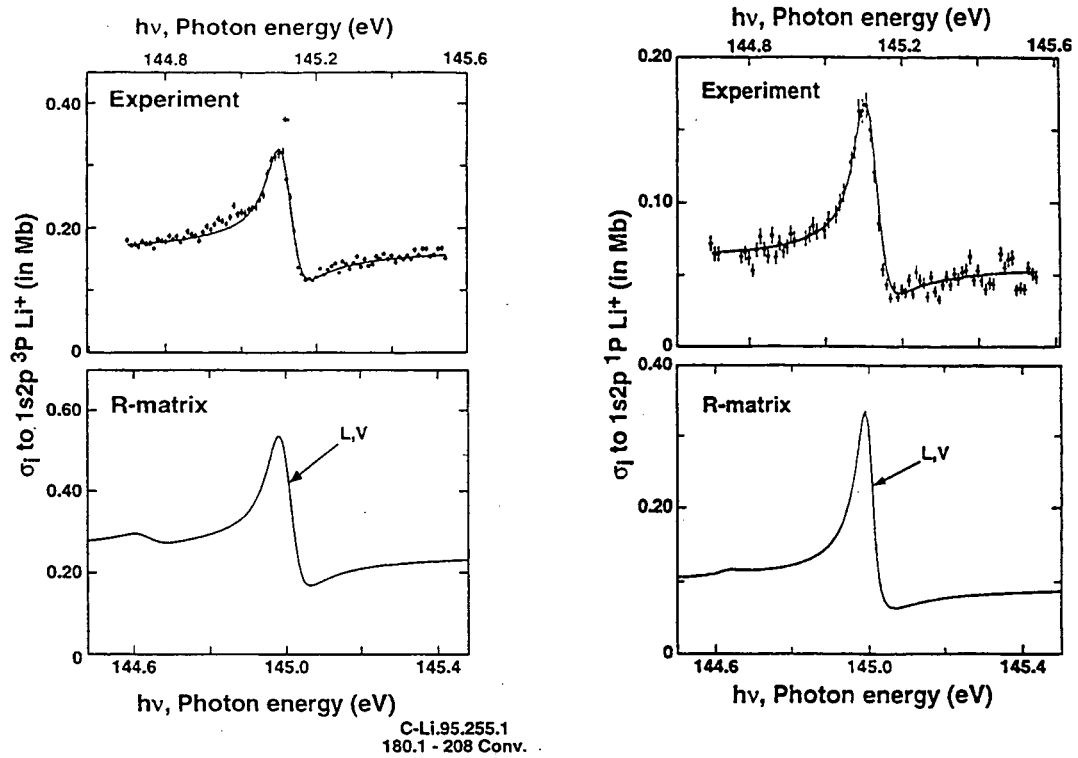 hν, Photon energy (eV)
144.8 145.2 145.6
Experiment
0.40
0.20
0
R-matrix
L,V
0.60
0.40
0.20
0
144.6 145.0 145.4
hν, Photon energy (eV)
σi to 1s2p ³P Li⁺ (in Mb)
C-Li.95.255.1
180.1 - 208 Conv.
hν, Photon energy (eV)
144.8 145.2 145.6
0.20
Experiment
0.10
0
0.40
R-matrix
L,V
0.20
0
144.6 145.0 145.4
hν, Photon energy (eV)
σi to 1s2p ¹P Li⁺ (in Mb)